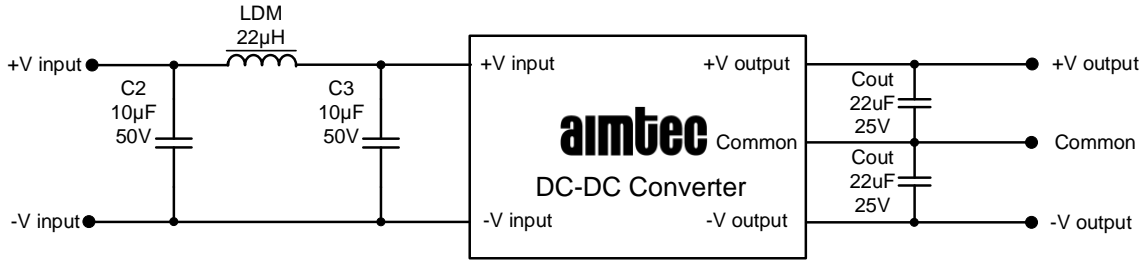 LDM
22µH
+V input
C2
10µF
50V
C3
10µF
50V
-V input
+V input
+V output
aimtec
Common
DC-DC Converter
-V input
-V output
Cout
22uF
25V
Cout
22uF
25V
+V output
Common
-V output